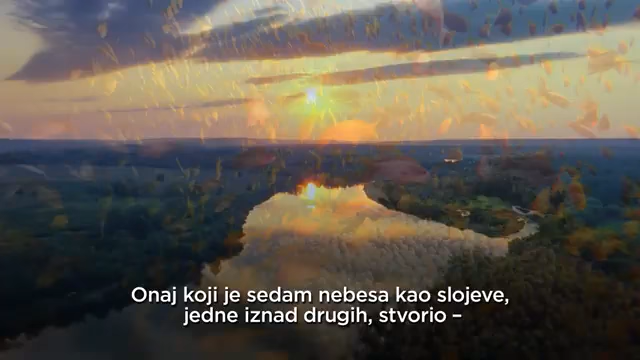 Onaj koji je sedam nebesa kao slojeve,
jedne iznad drugih, stvorio –